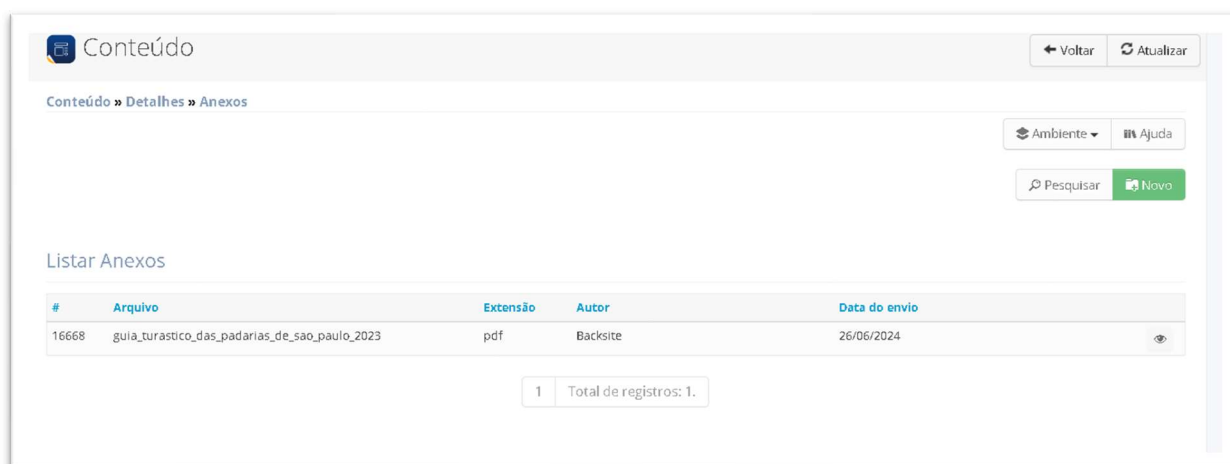 Conteúdo
Voltar Atualizar
Conteúdo » Detalhes » Anexos
Ambiente Ajuda
Pesquisar Novo
Listar Anexos
# Arquivo Extensão Autor Data do envio
16668 guia_turastico_das_padarias_de_sao_paulo_2023 pdf Backsite 26/06/2024
1 Total de registros: 1.